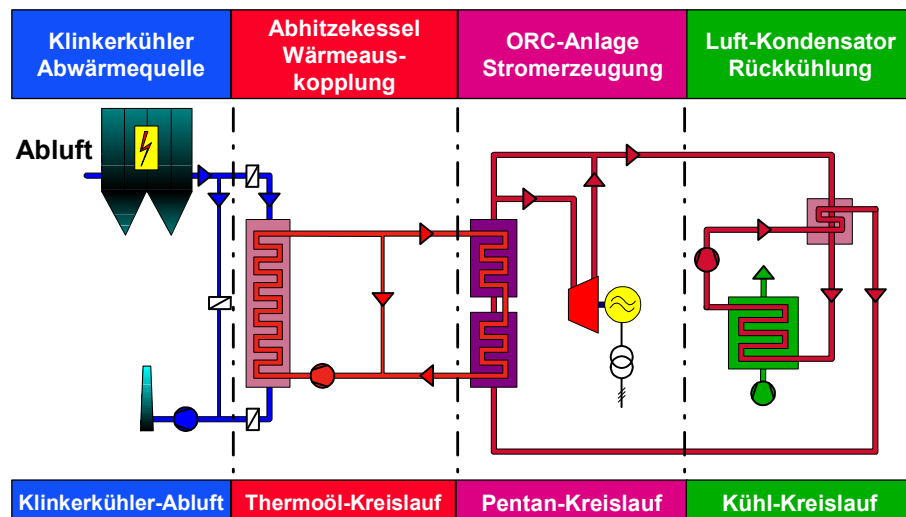 Klinkerkühler
Abwärmequelle
Abhitzekessel
Wärmeaus-
kopplung
ORC-Anlage
Stromerzeugung
Luft-Kondensator
Rückkühlung
Abluft
Klinkerkühler-Abluft
Thermoöl-Kreislauf
Pentan-Kreislauf
Kühl-Kreislauf